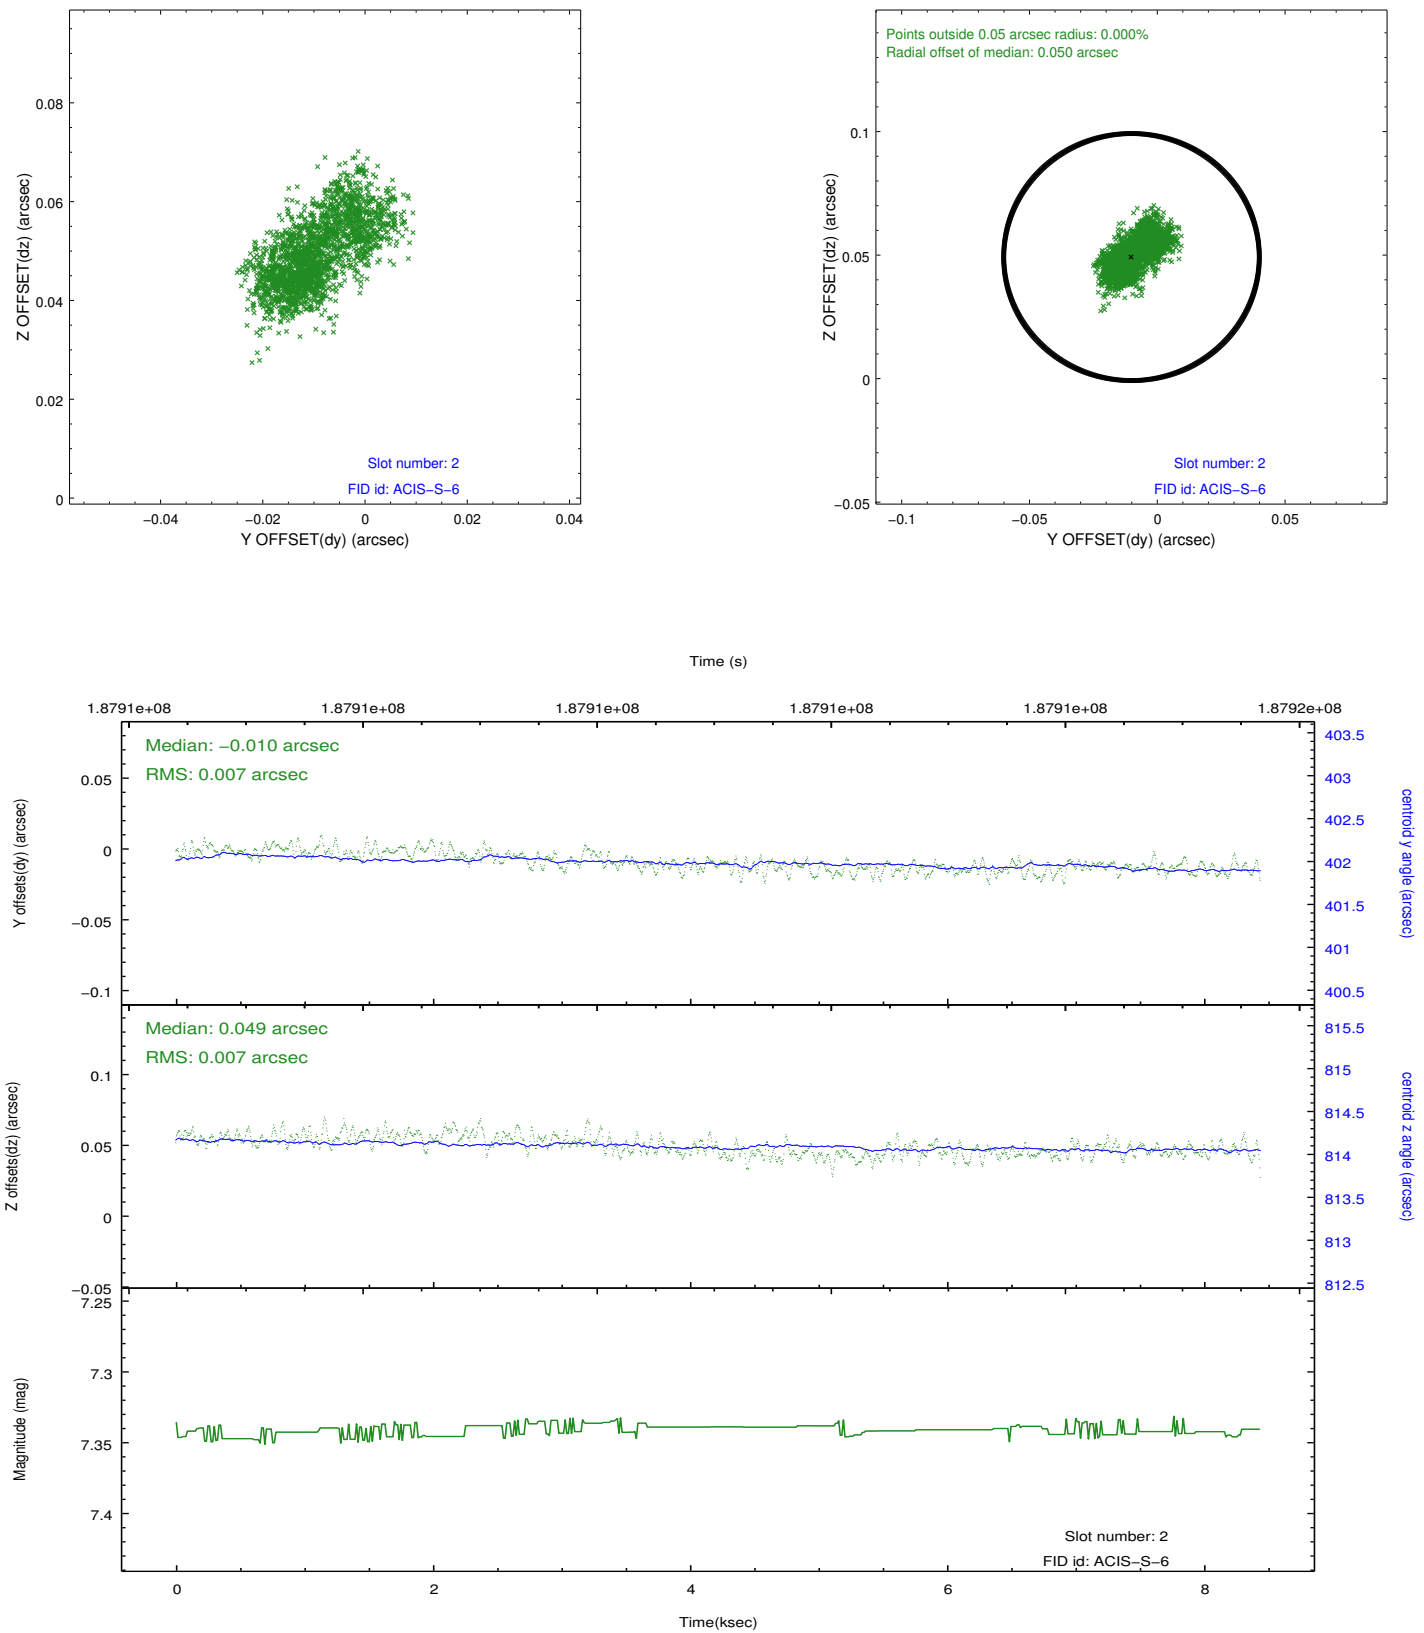 0.08
0.06
0.04
0.02
0
Z OFFSET(dz) (arcsec)
Slot number: 2
FID id: ACIS−S−6
−0.04 −0.02 0 0.02 0.04
Y OFFSET(dy) (arcsec)
Points outside 0.05 arcsec radius: 0.000%
Radial offset of median: 0.050 arcsec
0.1
0.05
0
−0.05
Z OFFSET(dz) (arcsec)
Slot number: 2
FID id: ACIS−S−6
−0.1 −0.05 0 0.05
Y OFFSET(dy) (arcsec)
Time (s)
1.8791e+08 1.8791e+08 1.8791e+08 1.8791e+08 1.8791e+08 1.8792e+08
Median: −0.010 arcsec
RMS: 0.007 arcsec
0.05
0
−0.05
−0.1
Y offsets(dy) (arcsec)
403.5
403
402.5
402
401.5
401
400.5
centroid y angle (arcsec)
Median: 0.049 arcsec
RMS: 0.007 arcsec
0.1
0.05
0
−0.05
Z offsets(dz) (arcsec)
815.5
815
814.5
814
813.5
813
812.5
centroid z angle (arcsec)
7.25
7.3
7.35
7.4
Magnitude (mag)
Slot number: 2
FID id: ACIS−S−6
0 2 4 6 8
Time(ksec)